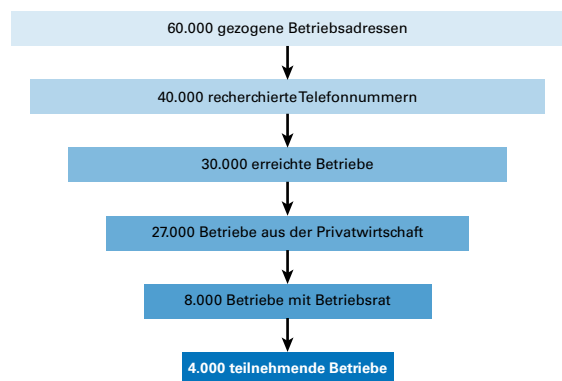 60.000 gezogene Betriebsadressen
40.000 recherchierte Telefonnummern
30.000 erreichte Betriebe
27.000 Betriebe aus der Privatwirtschaft
8.000 Betriebe mit Betriebsrat
4.000 teilnehmende Betriebe